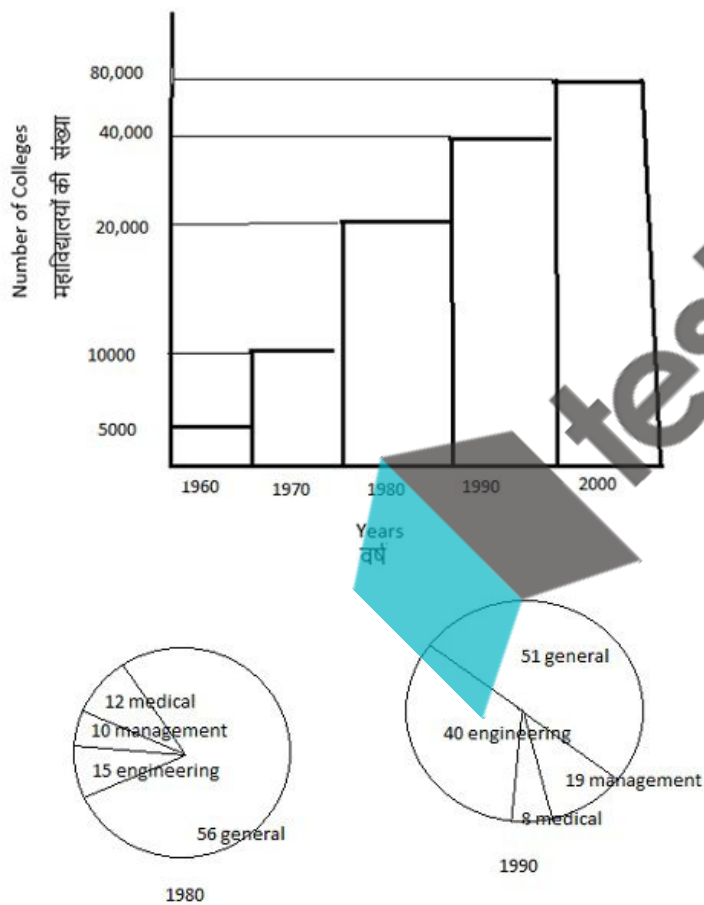 80,000
40,000
20,000
10000
5000
Number of Colleges
महाविद्यालयों की संख्या
1960 1970 1980 1990 2000
Years
वर्ष
12 medical
10 management
15 engineering
56 general
1980
51 general
40 engineering
19 management
8 medical
1990
tes